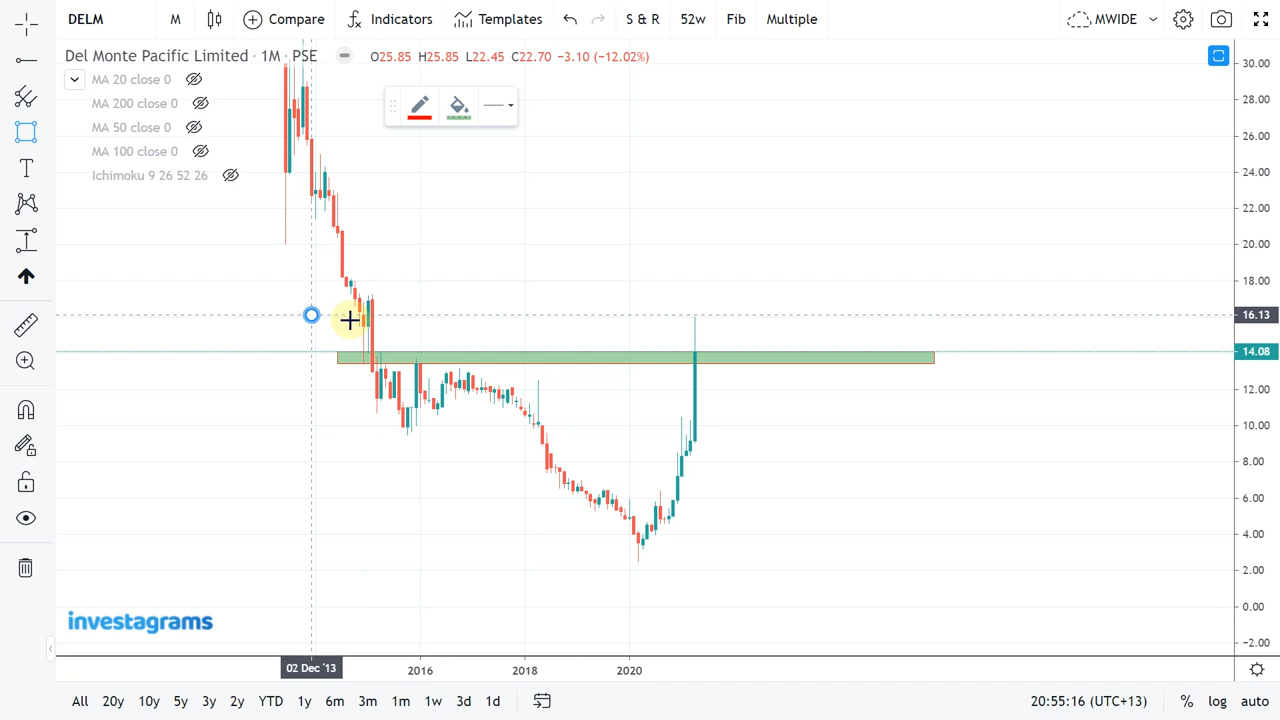 DELM M Compare Indicators Templates S & R 52w Fib Multiple MWIDE
Del Monte Pacific Limited · 1M · PSE O25.85 H25.85 L22.45 C22.70 −3.10 (−12.02%)
MA 20 close 0
MA 200 close 0
MA 50 close 0
MA 100 close 0
Ichimoku 9 26 52 26
30.00
28.00
26.00
24.00
22.00
20.00
18.00
16.13
14.08
12.00
10.00
8.00
6.00
4.00
2.00
0.00
−2.00
investagrams
02 Dec '13 2016 2018 2020
All 20y 10y 5y YTD 3y 2y 1y 6m 3m 1m 1w 3d 1d 20:55:16 (UTC+13) % log auto